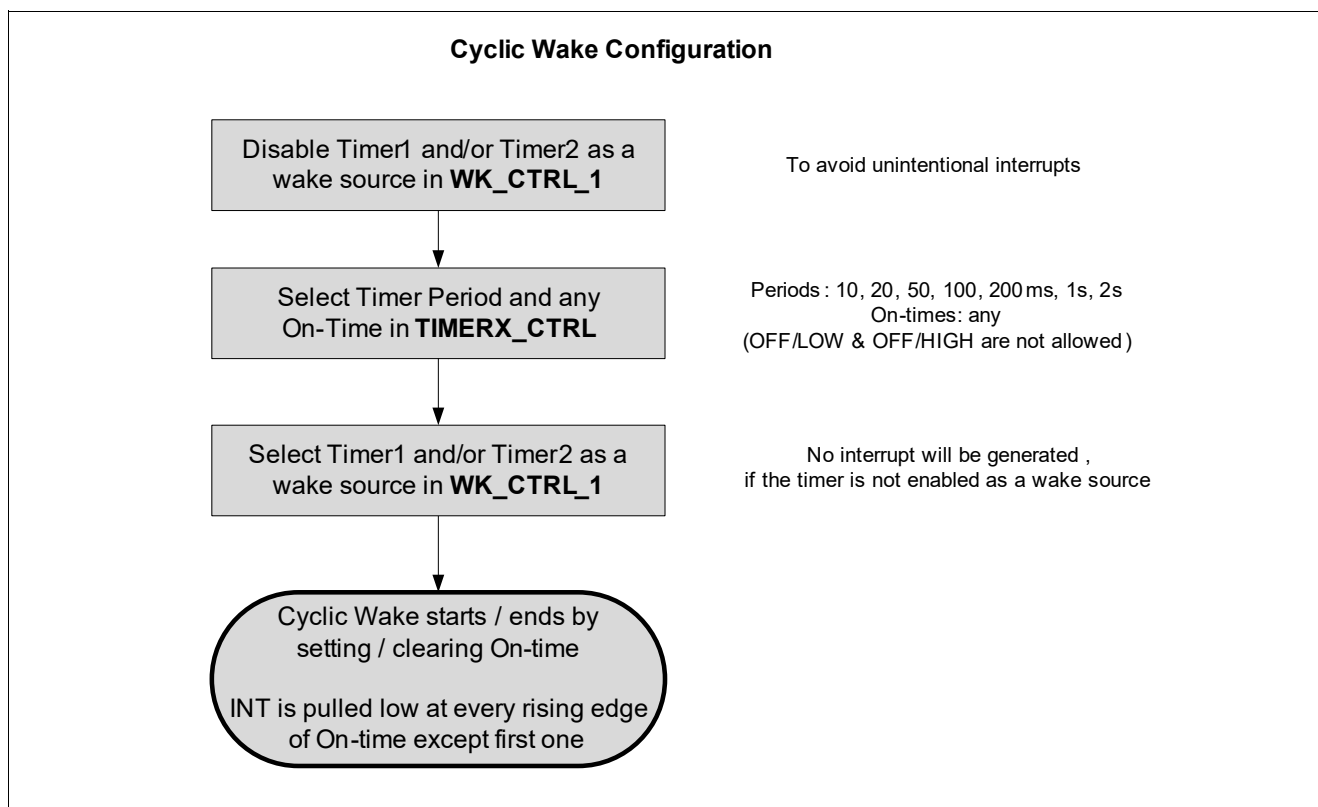 Cyclic Wake Configuration
Disable Timer1 and/or Timer2 as a
wake source in WK_CTRL_1
To avoid unintentional interrupts
Select Timer Period and any
On-Time in TIMERX_CTRL
Periods : 10, 20, 50, 100, 200ms, 1s, 2s
On-times: any
(OFF/LOW & OFF/HIGH are not allowed )
Select Timer1 and/or Timer2 as a
wake source in WK_CTRL_1
No interrupt will be generated ,
if the timer is not enabled as a wake source
Cyclic Wake starts / ends by
setting / clearing On-time
INT is pulled low at every rising edge
of On-time except first one